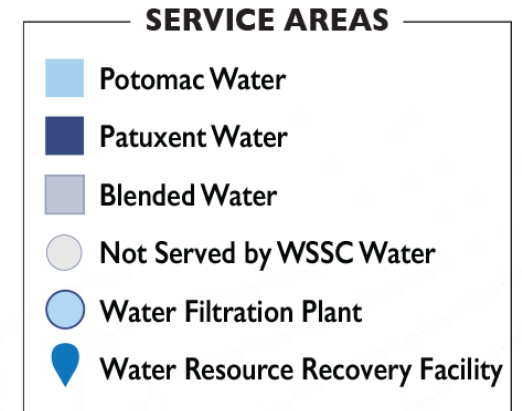 SERVICE AREAS
Potomac Water
Patuxent Water
Blended Water
Not Served by WSSC Water
Water Filtration Plant
Water Resource Recovery Facility